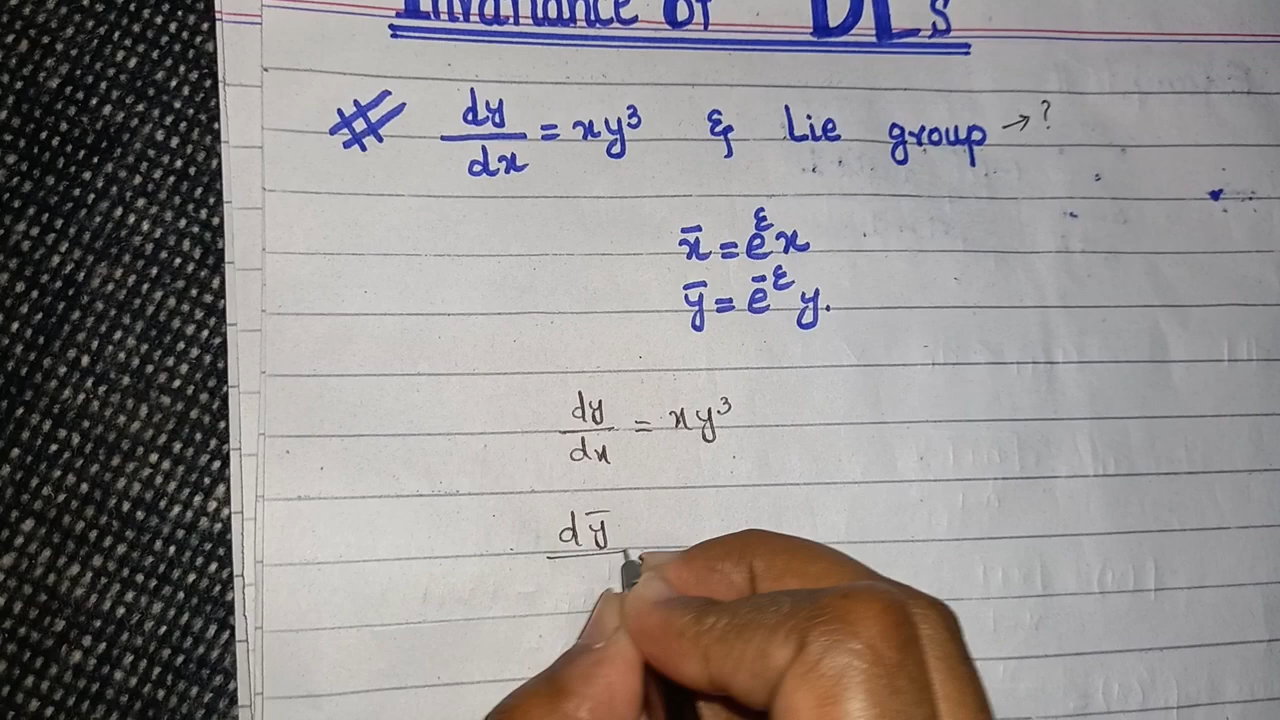 Invariance of DEs
# dy/dx = xy³ & Lie group → ?
x̄ = e^ε x
ȳ = e^-ε y.
dy/dx = xy³
dȳ